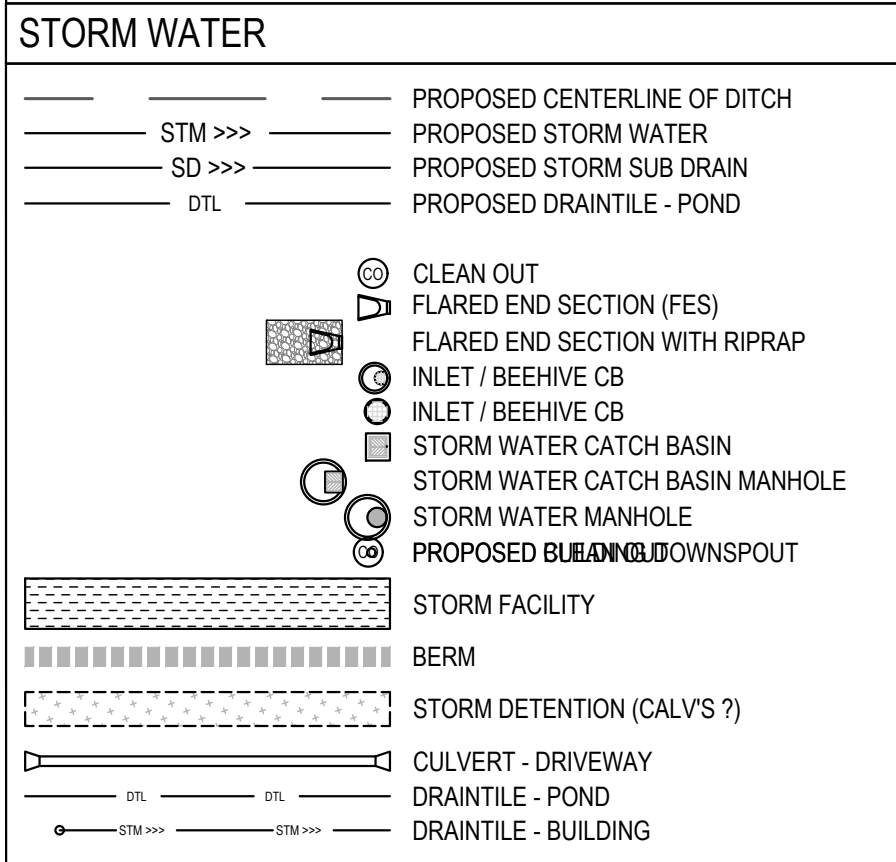 STORM WATER
PROPOSED CENTERLINE OF DITCH
STM >>> PROPOSED STORM WATER
SD >>> PROPOSED STORM SUB DRAIN
DTL PROPOSED DRAINTILE - POND
CO CLEAN OUT
FLARED END SECTION (FES)
FLARED END SECTION WITH RIPRAP
INLET / BEEHIVE CB
INLET / BEEHIVE CB
STORM WATER CATCH BASIN
STORM WATER CATCH BASIN MANHOLE
STORM WATER MANHOLE
PROPOSED DOWNSPOUT
STORM FACILITY
BERM
STORM DETENTION (CALV'S ?)
CULVERT - DRIVEWAY
DTL DTL DRAINTILE - POND
STM >>> STM >>> DRAINTILE - BUILDING